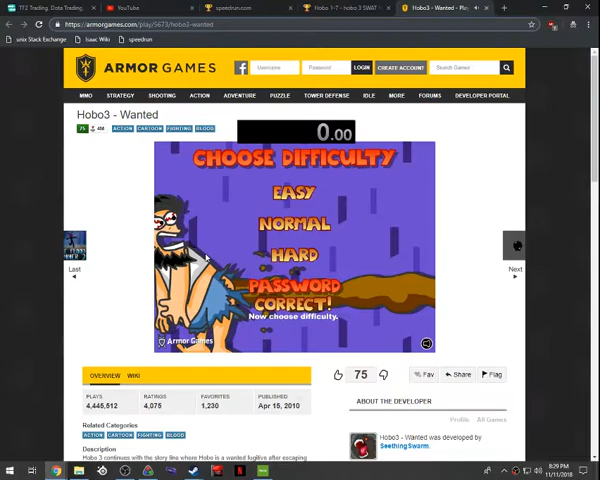 TF2 Trading, Data Trading
YouTube
speedrun.com
Hobo 1-7 - hobo 3 SWAT
Hobo3 - Wanted - Pl
https://armorgames.com/play/5673/hobo3-wanted
unix Stack Exchange
Isaac Wiki
speedrun
ARMOR GAMES
Username
Password
LOGIN
CREATE ACCOUNT
Search Games
MMO
STRATEGY
SHOOTING
ACTION
ADVENTURE
PUZZLE
TOWER DEFENSE
IDLE
MORE
FORUMS
DEVELOPER PORTAL
Hobo3 - Wanted
75
ACTION
CARTOON
FIGHTING
BLOOD
0.00
CHOOSE DIFFICULTY
EASY
NORMAL
HARD
PASSWORD
CORRECT!
Now choose difficulty.
Armor Games
Last
Next
OVERVIEW
WIKI
75
Fav
Share
Flag
PLAYS
RATINGS
FAVORITES
PUBLISHED
4,445,512
4,075
1,230
Apr 15, 2010
ABOUT THE DEVELOPER
Profile
All Games
Related Categories
ACTION
CARTOON
FIGHTING
BLOOD
Hobo3 - Wanted was developed by
SeethingSwarm.
Description
Hobo 3 continues with the story line where Hobo is a wanted fugitive after escaping
8:29 PM
11/11/2018